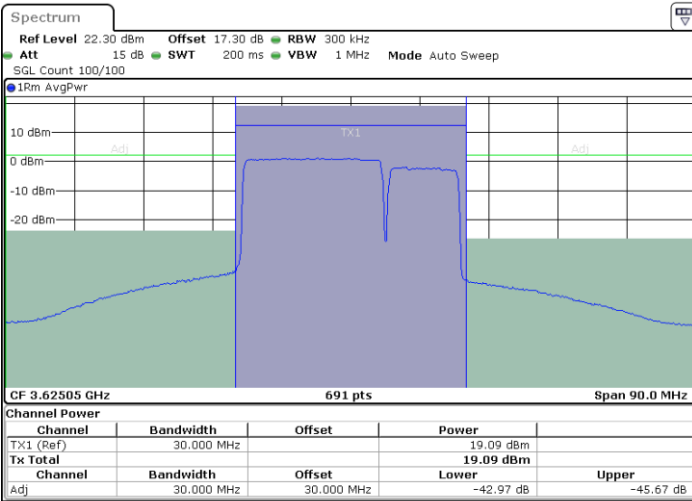 Spectrum
Ref Level 22.30 dBm Offset 17.30 dB RBW 300 kHz
Att 15 dB SWT 200 ms VBW 1 MHz Mode Auto Sweep
SGL Count 100/100
1Rm AvgPwr
10 dBm
TX1
Adj Adj
0 dBm
-10 dBm
-20 dBm
CF 3.62505 GHz 691 pts Span 90.0 MHz
Channel Power
Channel Bandwidth Offset Power
TX1 (Ref) 30.000 MHz 19.09 dBm
Tx Total 19.09 dBm
Channel Bandwidth Offset Lower Upper
Adj 30.000 MHz 30.000 MHz -42.97 dB -45.67 dB